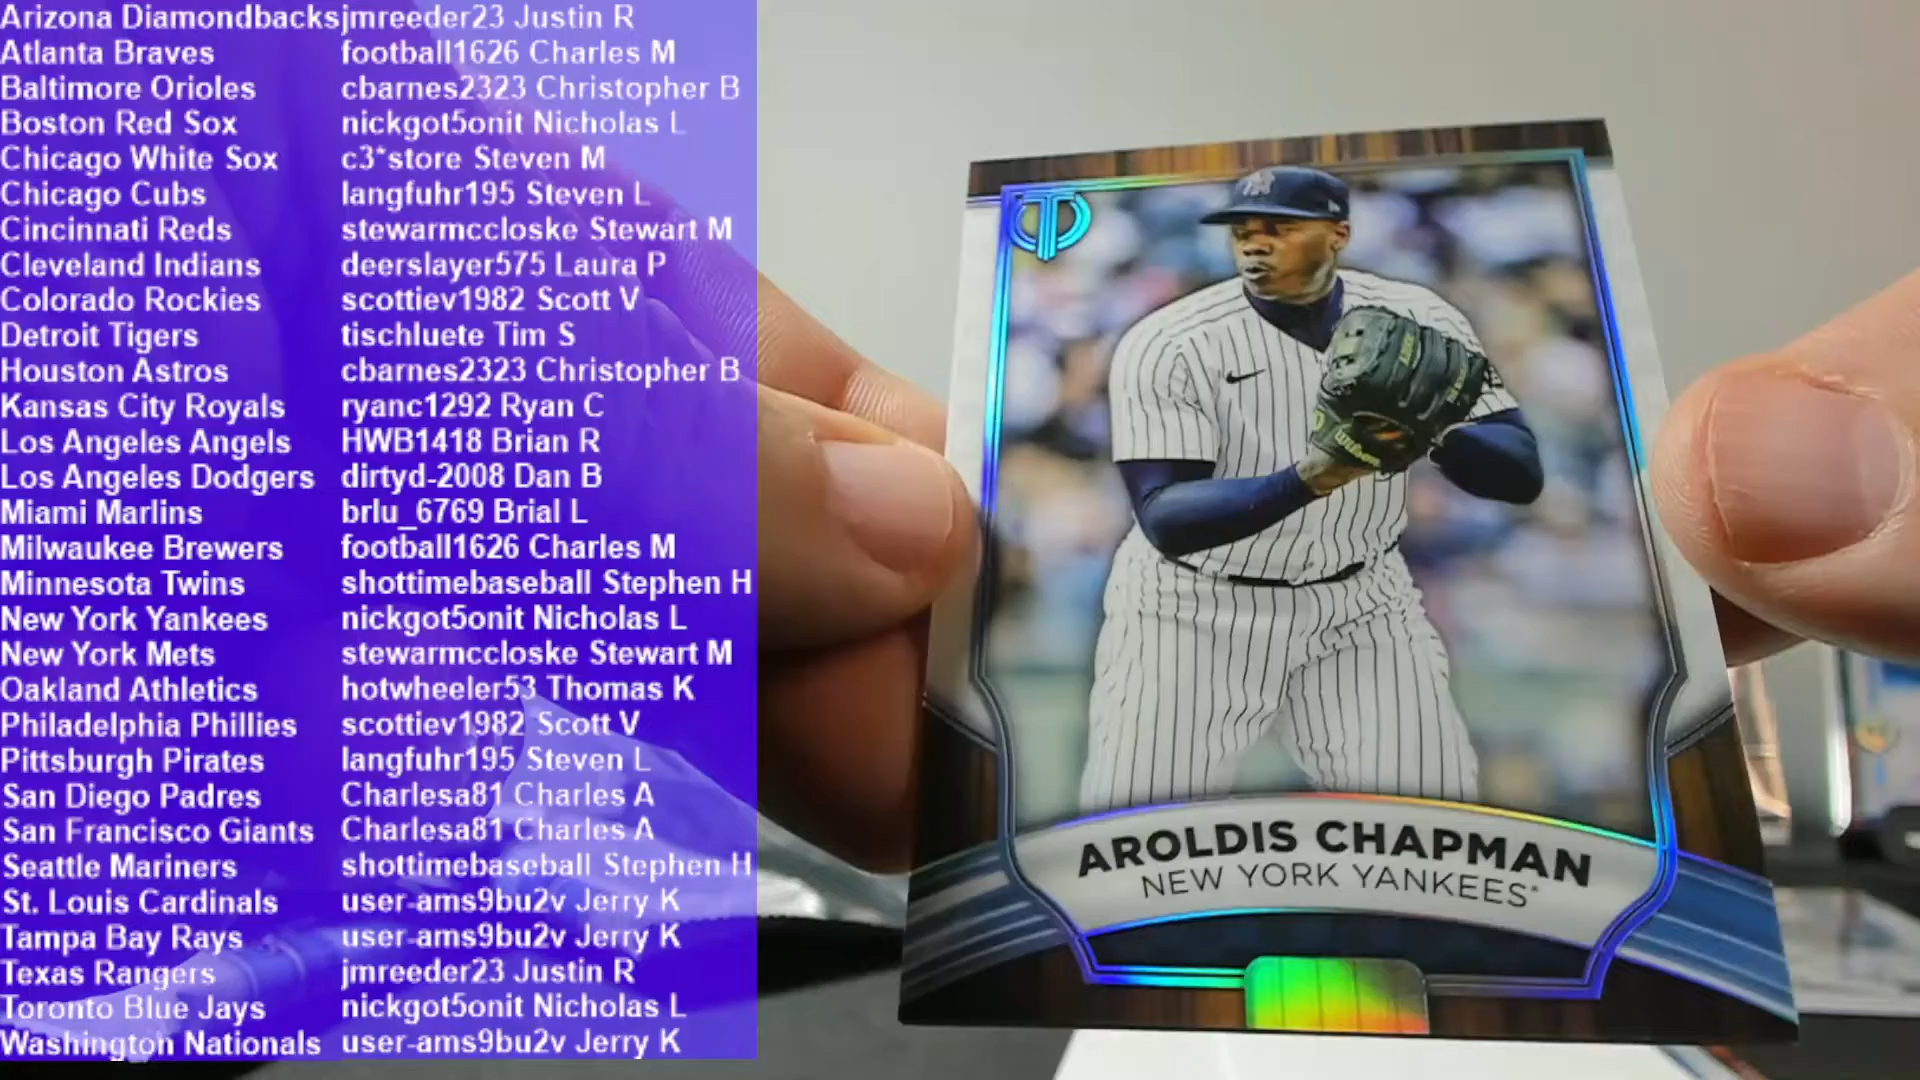 Arizona Diamondbacks jmreeder23 Justin R
Atlanta Braves football1626 Charles M
Baltimore Orioles cbarnes2323 Christopher B
Boston Red Sox nickgot5onit Nicholas L
Chicago White Sox c3*store Steven M
Chicago Cubs langfuhr195 Steven L
Cincinnati Reds stewarmccloske Stewart M
Cleveland Indians deerslayer575 Laura P
Colorado Rockies scottiev1982 Scott V
Detroit Tigers tischluete Tim S
Houston Astros cbarnes2323 Christopher B
Kansas City Royals ryanc1292 Ryan C
Los Angeles Angels HWB1418 Brian R
Los Angeles Dodgers dirtyd-2008 Dan B
Miami Marlins brlu_6769 Brial L
Milwaukee Brewers football1626 Charles M
Minnesota Twins shottimebaseball Stephen H
New York Yankees nickgot5onit Nicholas L
New York Mets stewarmccloske Stewart M
Oakland Athletics hotwheeler53 Thomas K
Philadelphia Phillies scottiev1982 Scott V
Pittsburgh Pirates langfuhr195 Steven L
San Diego Padres Charlesa81 Charles A
San Francisco Giants Charlesa81 Charles A
Seattle Mariners shottimebaseball Stephen H
St. Louis Cardinals user-ams9bu2v Jerry K
Tampa Bay Rays user-ams9bu2v Jerry K
Texas Rangers jmreeder23 Justin R
Toronto Blue Jays nickgot5onit Nicholas L
Washington Nationals user-ams9bu2v Jerry K
T
NY
Wilson
AROLDIS CHAPMAN
NEW YORK YANKEES